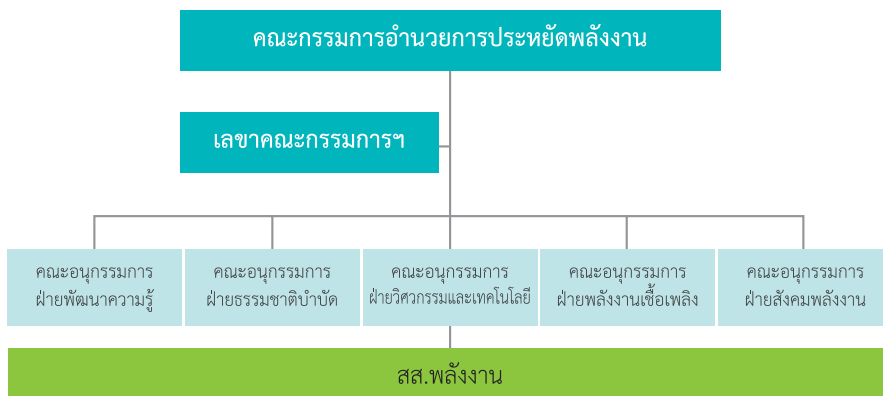 คณะกรรมการอำนวยการประหยัดพลังงาน
เลขาคณะกรรมการฯ
คณะอนุกรรมการ
ฝ่ายพัฒนาความรู้
คณะอนุกรรมการ
ฝ่ายธรรมชาติบำบัด
คณะอนุกรรมการ
ฝ่ายวิศวกรรมและเทคโนโลยี
คณะอนุกรรมการ
ฝ่ายพลังงานเชื้อเพลิง
คณะอนุกรรมการ
ฝ่ายสังคมพลังงาน
สส.พลังงาน